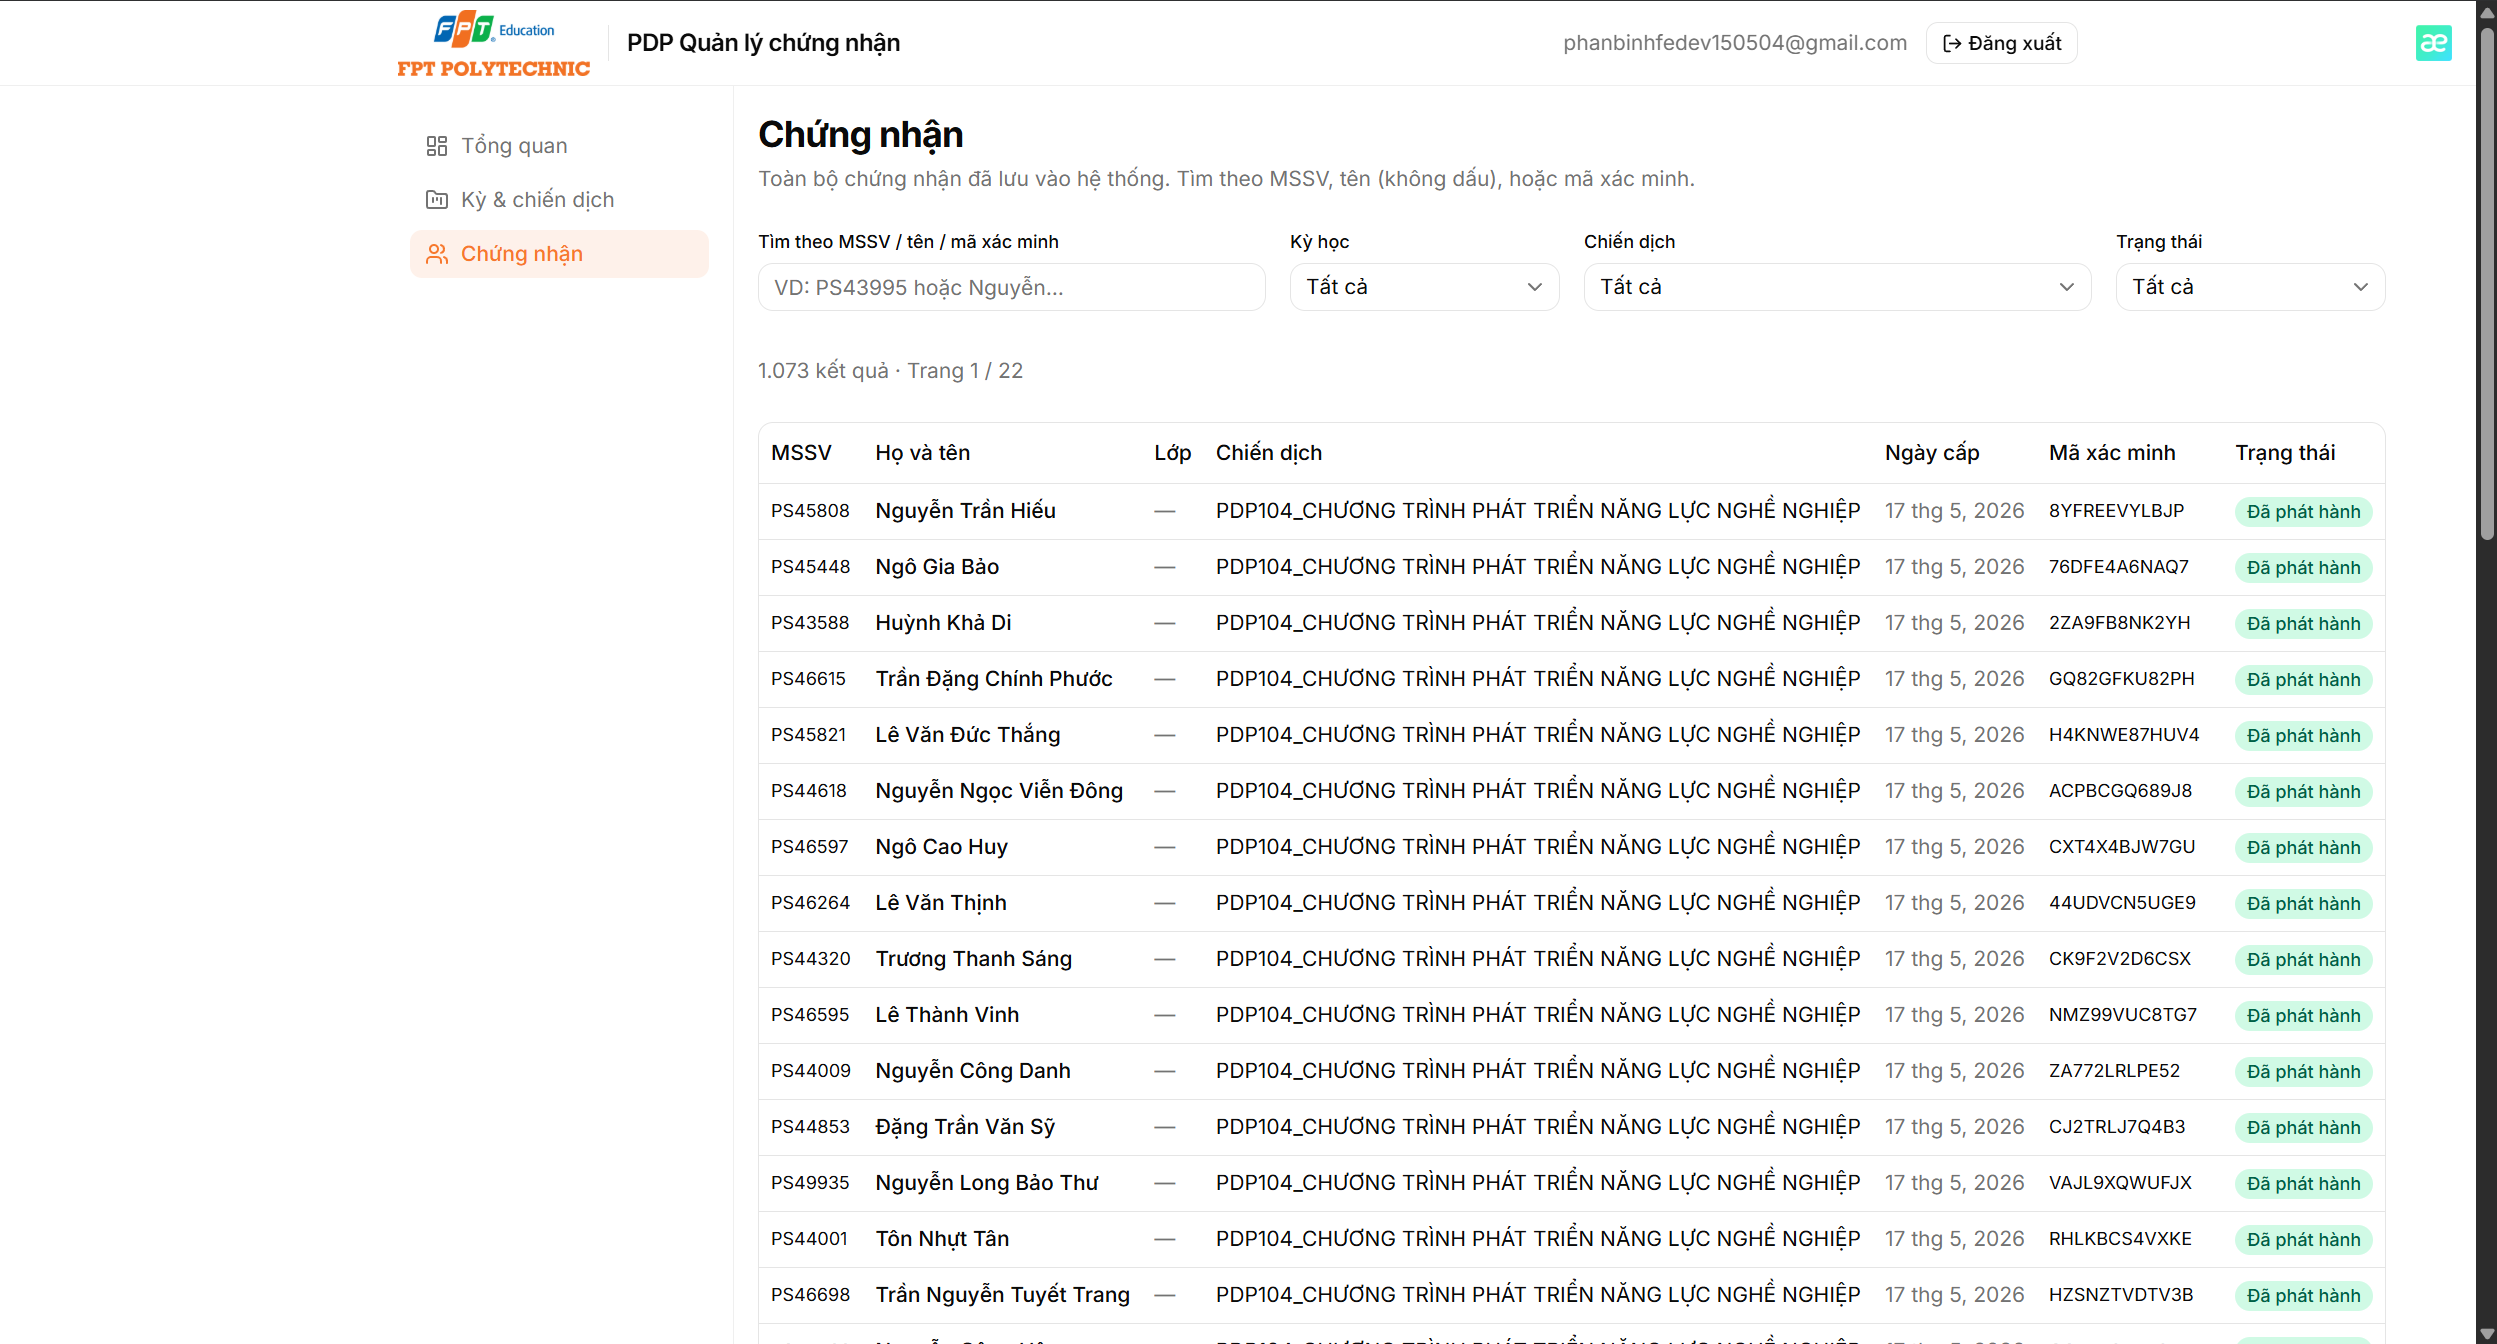 FPT Education
FPT POLYTECHNIC
PDP Quản lý chứng nhận
phanbinhfedev150504@gmail.com
Đăng xuất
æ
Tổng quan
Kỳ & chiến dịch
Chứng nhận
Chứng nhận
Toàn bộ chứng nhận đã lưu vào hệ thống. Tìm theo MSSV, tên (không dấu), hoặc mã xác minh.
Tìm theo MSSV / tên / mã xác minh
VD: PS43995 hoặc Nguyễn...
Kỳ học
Tất cả
Chiến dịch
Tất cả
Trạng thái
Tất cả
1.073 kết quả · Trang 1 / 22
MSSV Họ và tên Lớp Chiến dịch Ngày cấp Mã xác minh Trạng thái
PS45808 Nguyễn Trần Hiếu — PDP104_CHƯƠNG TRÌNH PHÁT TRIỂN NĂNG LỰC NGHỀ NGHIỆP 17 thg 5, 2026 8YFREEVYLBJP Đã phát hành
PS45448 Ngô Gia Bảo — PDP104_CHƯƠNG TRÌNH PHÁT TRIỂN NĂNG LỰC NGHỀ NGHIỆP 17 thg 5, 2026 76DFE4A6NAQ7 Đã phát hành
PS43588 Huỳnh Khả Di — PDP104_CHƯƠNG TRÌNH PHÁT TRIỂN NĂNG LỰC NGHỀ NGHIỆP 17 thg 5, 2026 2ZA9FB8NK2YH Đã phát hành
PS46615 Trần Đặng Chính Phước — PDP104_CHƯƠNG TRÌNH PHÁT TRIỂN NĂNG LỰC NGHỀ NGHIỆP 17 thg 5, 2026 GQ82GFKU82PH Đã phát hành
PS45821 Lê Văn Đức Thắng — PDP104_CHƯƠNG TRÌNH PHÁT TRIỂN NĂNG LỰC NGHỀ NGHIỆP 17 thg 5, 2026 H4KNWE87HUV4 Đã phát hành
PS44618 Nguyễn Ngọc Viễn Đông — PDP104_CHƯƠNG TRÌNH PHÁT TRIỂN NĂNG LỰC NGHỀ NGHIỆP 17 thg 5, 2026 ACPBCGQ689J8 Đã phát hành
PS46597 Ngô Cao Huy — PDP104_CHƯƠNG TRÌNH PHÁT TRIỂN NĂNG LỰC NGHỀ NGHIỆP 17 thg 5, 2026 CXT4X4BJW7GU Đã phát hành
PS46264 Lê Văn Thịnh — PDP104_CHƯƠNG TRÌNH PHÁT TRIỂN NĂNG LỰC NGHỀ NGHIỆP 17 thg 5, 2026 44UDVCN5UGE9 Đã phát hành
PS44320 Trương Thanh Sáng — PDP104_CHƯƠNG TRÌNH PHÁT TRIỂN NĂNG LỰC NGHỀ NGHIỆP 17 thg 5, 2026 CK9F2V2D6CSX Đã phát hành
PS46595 Lê Thành Vinh — PDP104_CHƯƠNG TRÌNH PHÁT TRIỂN NĂNG LỰC NGHỀ NGHIỆP 17 thg 5, 2026 NMZ99VUC8TG7 Đã phát hành
PS44009 Nguyễn Công Danh — PDP104_CHƯƠNG TRÌNH PHÁT TRIỂN NĂNG LỰC NGHỀ NGHIỆP 17 thg 5, 2026 ZA772LRLPE52 Đã phát hành
PS44853 Đặng Trần Văn Sỹ — PDP104_CHƯƠNG TRÌNH PHÁT TRIỂN NĂNG LỰC NGHỀ NGHIỆP 17 thg 5, 2026 CJ2TRLJ7Q4B3 Đã phát hành
PS49935 Nguyễn Long Bảo Thư — PDP104_CHƯƠNG TRÌNH PHÁT TRIỂN NĂNG LỰC NGHỀ NGHIỆP 17 thg 5, 2026 VAJL9XQWUFJX Đã phát hành
PS44001 Tôn Nhựt Tân — PDP104_CHƯƠNG TRÌNH PHÁT TRIỂN NĂNG LỰC NGHỀ NGHIỆP 17 thg 5, 2026 RHLKBCS4VXKE Đã phát hành
PS46698 Trần Nguyễn Tuyết Trang — PDP104_CHƯƠNG TRÌNH PHÁT TRIỂN NĂNG LỰC NGHỀ NGHIỆP 17 thg 5, 2026 HZSNZTVDTV3B Đã phát hành